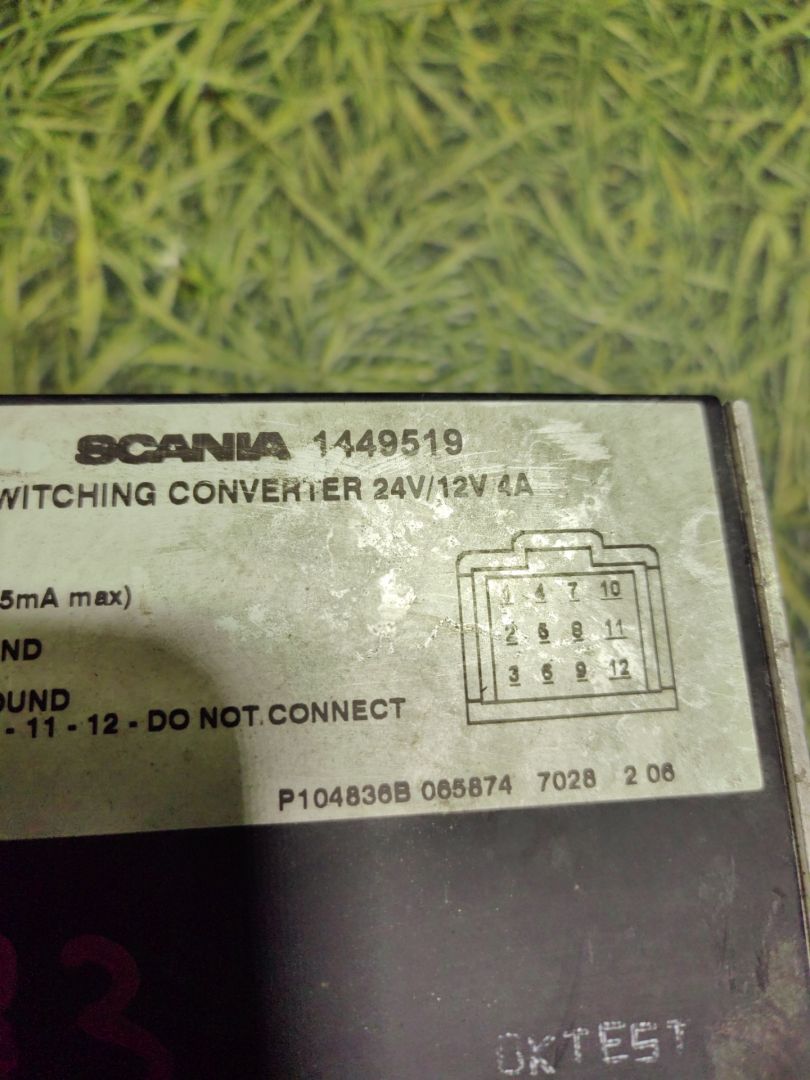 SCANIA 1449519
WITCHING CONVERTER 24V/12V 4A
5mA max)
ND
OUND
- 11 - 12 - DO NOT CONNECT
1 4 7 10
2 5 8 11
3 6 9 12
P104836B 065874 7028 2 06
33
OKTEST